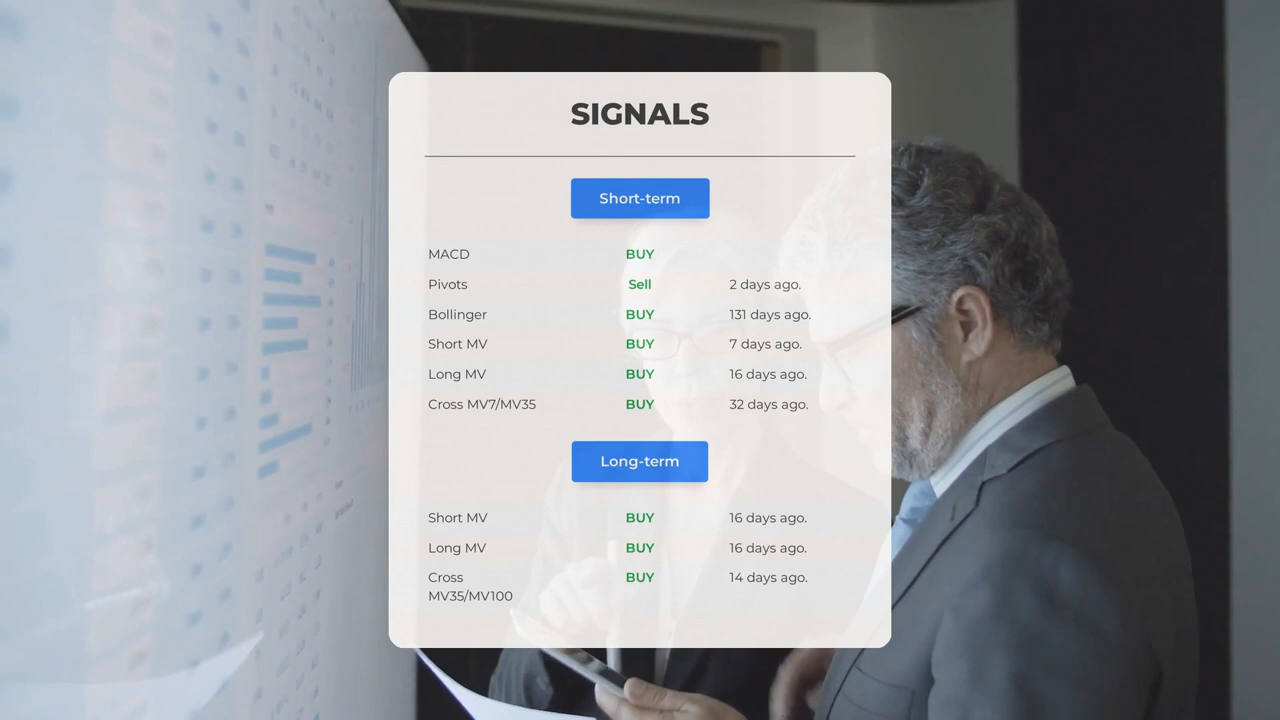 SIGNALS
Short-term
MACD BUY
Pivots Sell 2 days ago.
Bollinger BUY 131 days ago.
Short MV BUY 7 days ago.
Long MV BUY 16 days ago.
Cross MV7/MV35 BUY 32 days ago.
Long-term
Short MV BUY 16 days ago.
Long MV BUY 16 days ago.
Cross BUY 14 days ago.
MV35/MV100